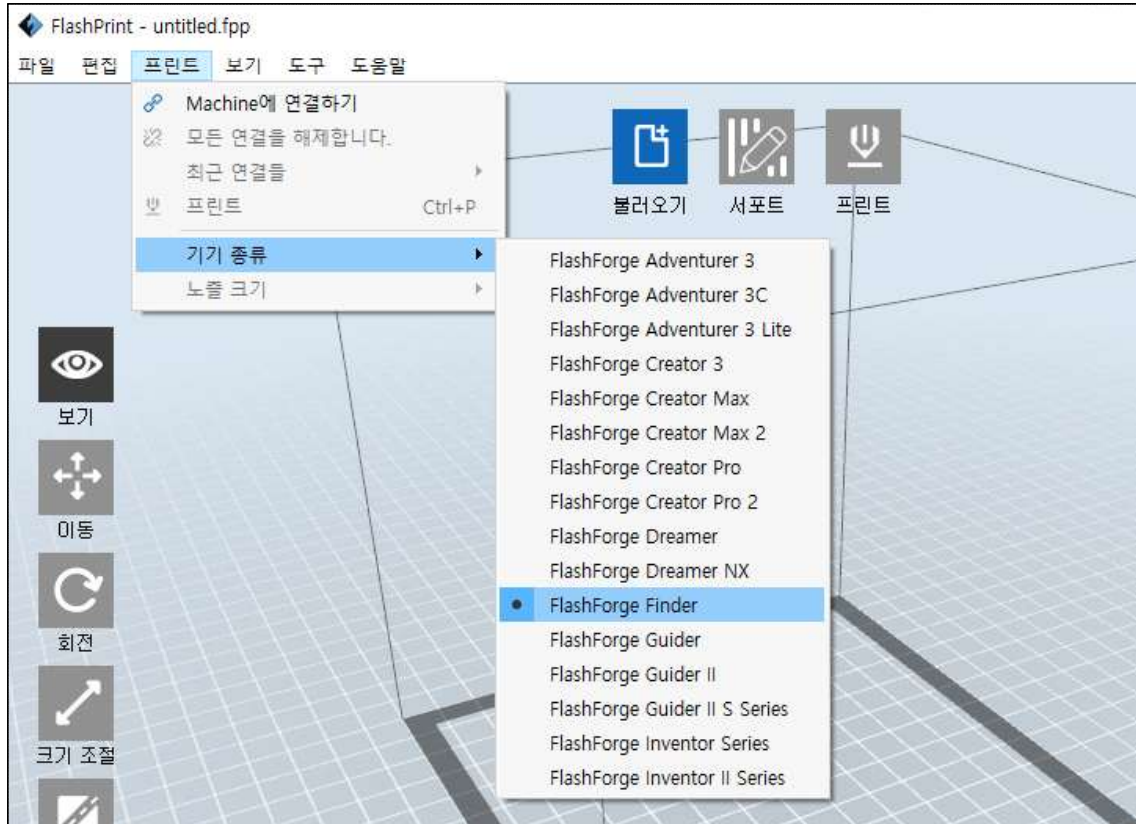 FlashPrint - untitled.fpp
파일 편집 프린트 보기 도구 도움말
Machine에 연결하기
모든 연결을 해제합니다.
최근 연결들
프린트 Ctrl+P
기기 종류
노즐 크기
불러오기 서포트 프린트
FlashForge Adventurer 3
FlashForge Adventurer 3C
FlashForge Adventurer 3 Lite
FlashForge Creator 3
FlashForge Creator Max
FlashForge Creator Max 2
FlashForge Creator Pro
FlashForge Creator Pro 2
FlashForge Dreamer
FlashForge Dreamer NX
FlashForge Finder
FlashForge Guider
FlashForge Guider II
FlashForge Guider II S Series
FlashForge Inventor Series
FlashForge Inventor II Series
보기
이동
회전
크기 조절